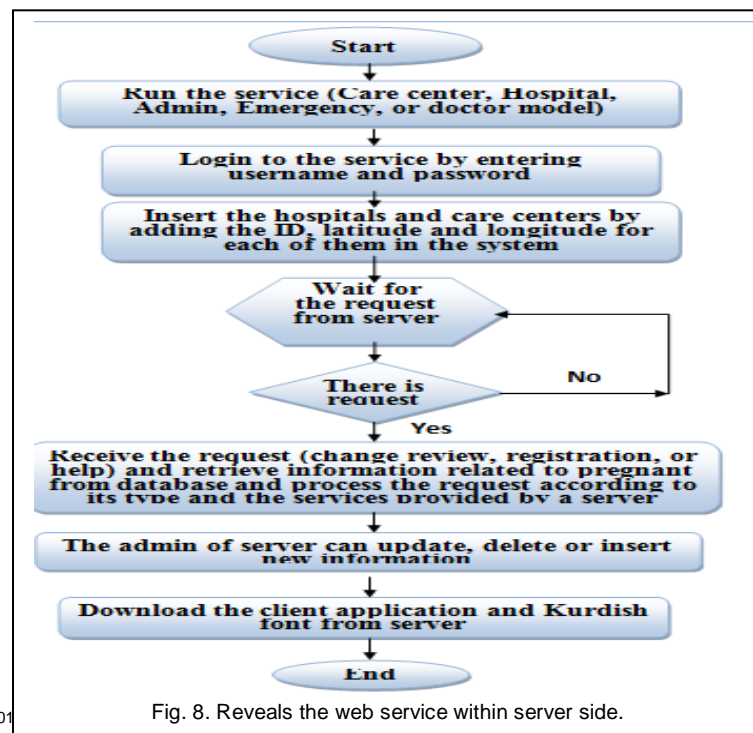 Start
Run the service (Care center, Hospital,
Admin, Emergency, or doctor model)
Login to the service by entering
username and password
Insert the hospitals and care centers by
adding the ID, latitude and longitude for
each of them in the system
Wait for
the request
from server
There is
request
No
Yes
Receive the request (change review, registration, or
help) and retrieve information related to pregnant
from database and process the request according to
its type and the services provided by a server
The admin of server can update, delete or insert
new information
Download the client application and Kurdish
font from server
End
01
Fig. 8. Reveals the web service within server side.